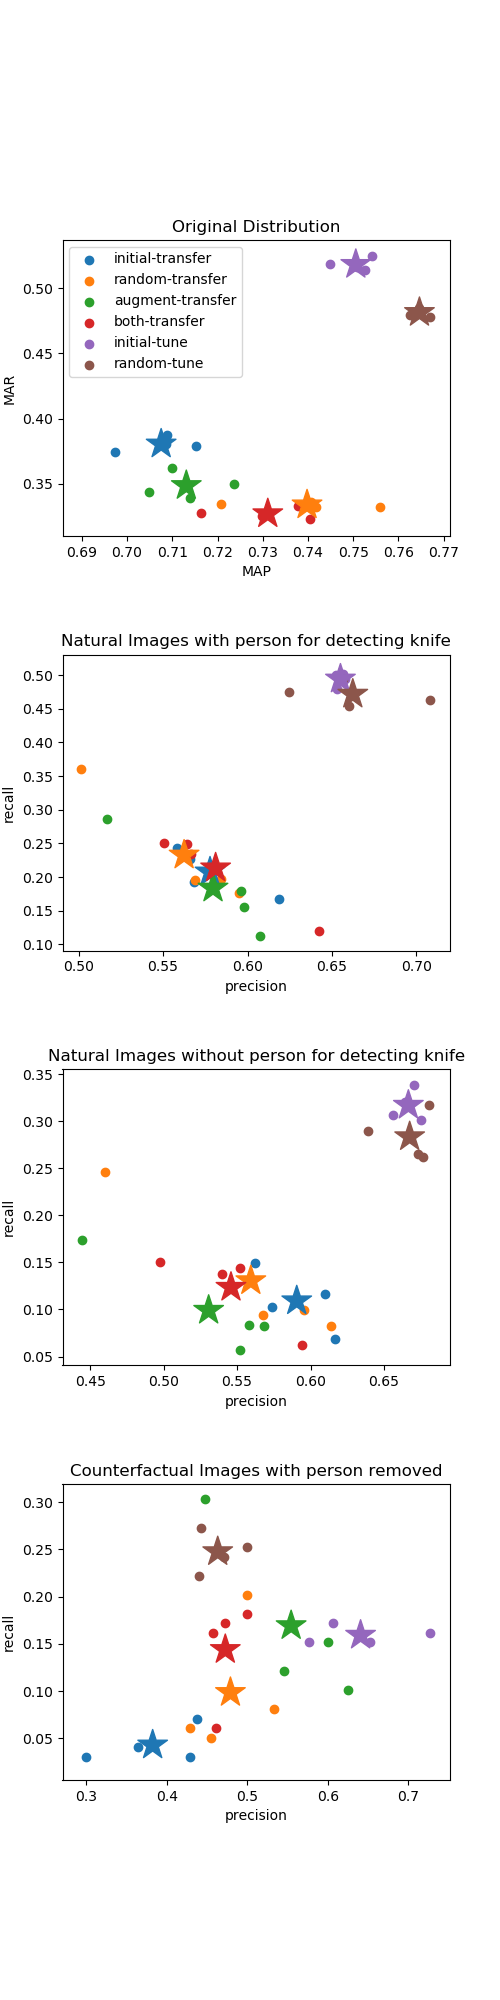 Original Distribution
initial-transfer
random-transfer
augment-transfer
both-transfer
initial-tune
random-tune
MAR
0.50
0.45
0.40
0.35
0.69 0.70 0.71 0.72 0.73 0.74 0.75 0.76 0.77
MAP
Natural Images with person for detecting knife
recall
0.50
0.45
0.40
0.35
0.30
0.25
0.20
0.15
0.10
0.50 0.55 0.60 0.65 0.70
precision
Natural Images without person for detecting knife
recall
0.35
0.30
0.25
0.20
0.15
0.10
0.05
0.45 0.50 0.55 0.60 0.65
precision
Counterfactual Images with person removed
recall
0.30
0.25
0.20
0.15
0.10
0.05
0.3 0.4 0.5 0.6 0.7
precision